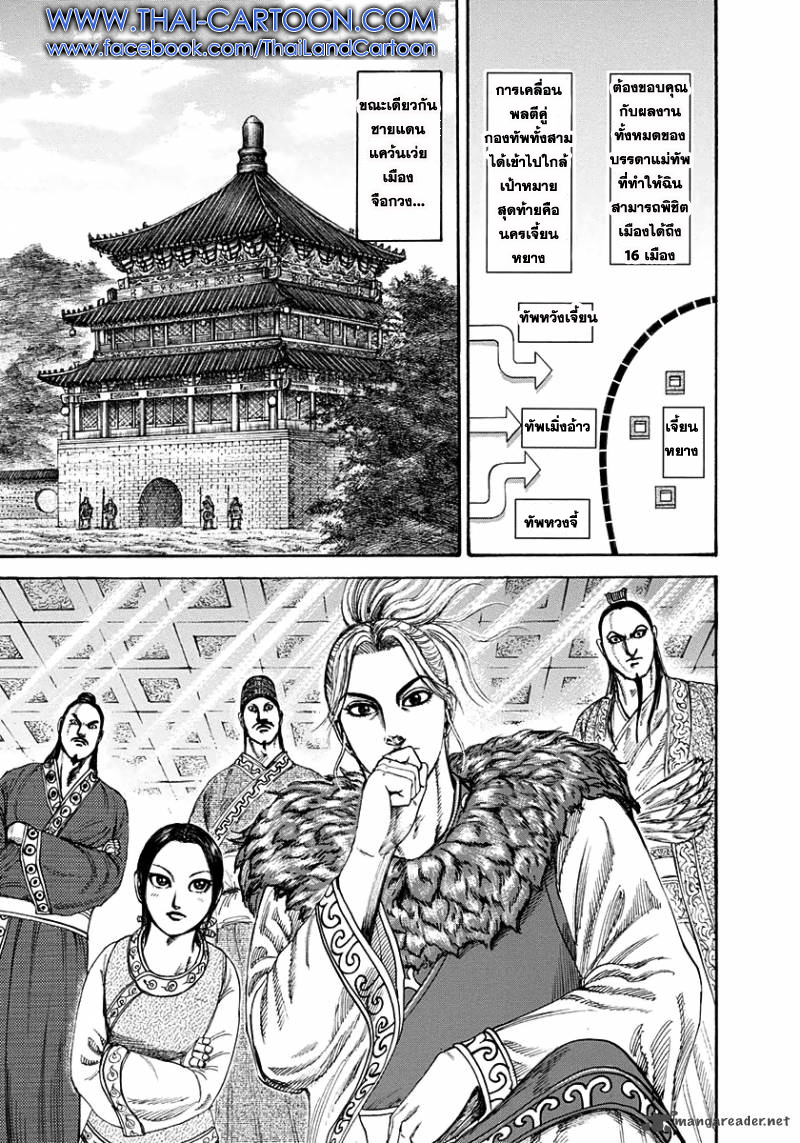 WWW.THAI-CARTOON.COM
www.facebook.com/ThaiLandCartoon
ต้องขอบคุณ
กับผลงาน
ทั้งหมดของ
บรรดาแม่ทัพ
ที่ทำให้ฉิน
สามารถพิชิต
เมืองได้ถึง
16 เมือง
การเคลื่อน
พลตีคู่
กองทัพทั้งสาม
ได้เข้าไปใกล้
เป้าหมาย
สุดท้ายคือ
นครเจี้ยน
หยาง
ทัพหวังเจี้ยน
ทัพเมิ่งอ้าว
ทัพหวงจี้
เจี้ยน
หยาง
ขณะเดียวกัน
ชายแดน
แคว้นเว่ย
เมือง
จือกวง...
mangareader.net